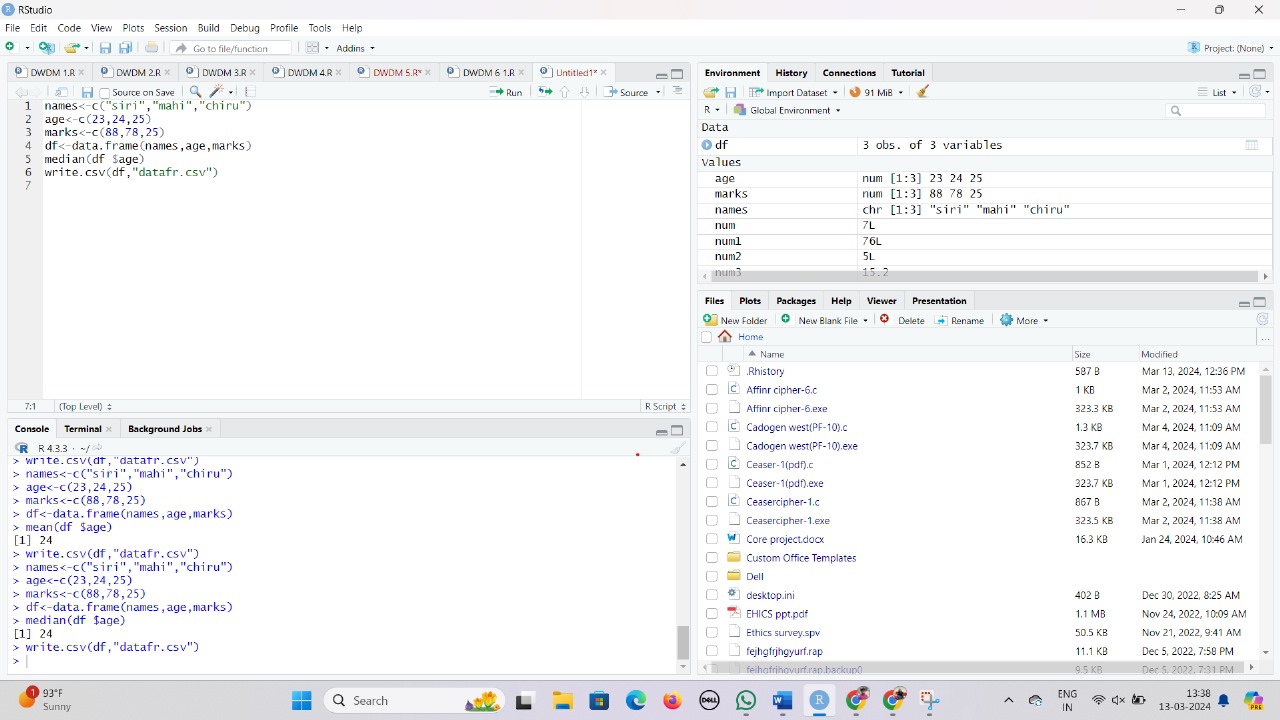 RStudio
File Edit Code View Plots Session Build Debug Profile Tools Help
Go to file/function Addins Project: (None)
DWDM 1.R DWDM 2.R DWDM 3.R DWDM 4.R DWDM 5.R* DWDM 6 1.R Untitled1*
Source on Save Run Source
names<-c("siri","mahi","chiru")
2 age<-c(23,24,25)
3 marks<-c(88,78,25)
4 df<-data.frame(names,age,marks)
5 median(df $age)
6 write.csv(df,"datafr.csv")
7
7:1 (Top Level) R Script
Console Terminal Background Jobs
R 4.3.3 · ~/
> write.csv(df,"datafr.csv")
> names<-c("siri","mahi","chiru")
> age<-c(23,24,25)
> marks<-c(88,78,25)
> df<-data.frame(names,age,marks)
> mean(df $age)
[1] 24
> write.csv(df,"datafr.csv")
> names<-c("siri","mahi","chiru")
> age<-c(23,24,25)
> marks<-c(88,78,25)
> df<-data.frame(names,age,marks)
> median(df $age)
[1] 24
> write.csv(df,"datafr.csv")
>
Environment History Connections Tutorial
Import Dataset 91 MiB List
R Global Environment
Data
df 3 obs. of 3 variables
Values
age num [1:3] 23 24 25
marks num [1:3] 88 78 25
names chr [1:3] "siri" "mahi" "chiru"
num 7L
num1 76L
num2 5L
num3 15.2
Files Plots Packages Help Viewer Presentation
New Folder New Blank File Delete Rename More
Home ...
Name Size Modified
.Rhistory 587 B Mar 13, 2024, 12:36 PM
Affinr cipher-6.c 1 KB Mar 2, 2024, 11:53 AM
Affinr cipher-6.exe 323.3 KB Mar 2, 2024, 11:53 AM
Cadogen west(PF-10).c 1.3 KB Mar 4, 2024, 11:09 AM
Cadogen west(PF-10).exe 323.7 KB Mar 4, 2024, 11:09 AM
Ceaser-1(pdf).c 852 B Mar 1, 2024, 12:12 PM
Ceaser-1(pdf).exe 323.7 KB Mar 1, 2024, 12:12 PM
Ceasercipher-1.c 867 B Mar 2, 2024, 11:38 AM
Ceasercipher-1.exe 323.5 KB Mar 2, 2024, 11:38 AM
Core project.docx 16.3 KB Jan 24, 2024, 10:46 AM
Custom Office Templates
Dell
desktop.ini 402 B Dec 30, 2022, 8:25 AM
EHICS ppt.pdf 1.1 MB Nov 23, 2022, 10:09 AM
Ethics survey.spv 50.5 KB Nov 21, 2022, 9:41 AM
fejhgfrjhgyurf.rap 11.1 KB Dec 5, 2022, 7:58 PM
fejhgfrjhgyurf.rap.backup0 9.5 KB Dec 5, 2022, 7:31 PM
1 93°F
Sunny
Search
DELL
PRE
ENG
IN
13:38
13-03-2024